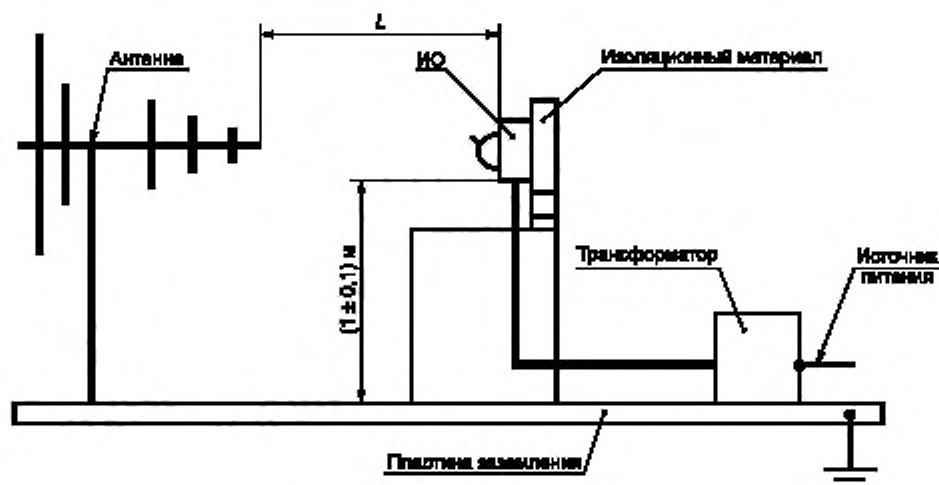 L
Антенна
ИО
Изоляционный материал
(1 ± 0,1) м
Трансформатор
Источник
питания
Пластина заземления